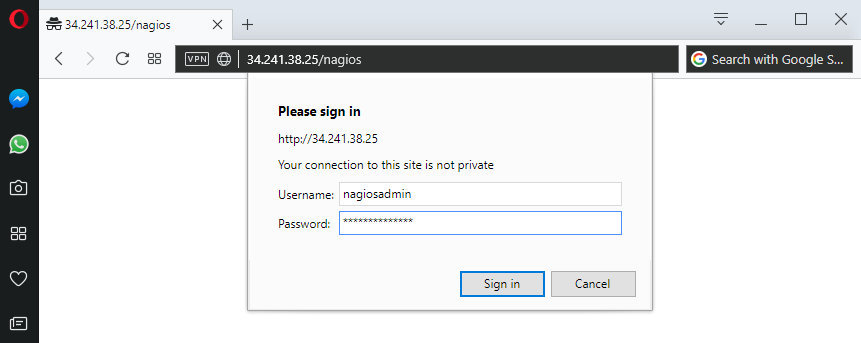 34.241.38.25/nagios
VPN
34.241.38.25/nagios
Search with Google S...
Please sign in
http://34.241.38.25
Your connection to this site is not private
Username: nagiosadmin
Password: **************
Sign in Cancel